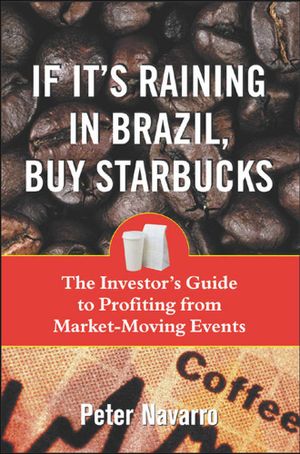 IF IT'S RAINING
IN BRAZIL,
BUY STARBUCKS
The Investor's Guide
to Profiting from
Market-Moving Events
Coffee
Peter Navarro